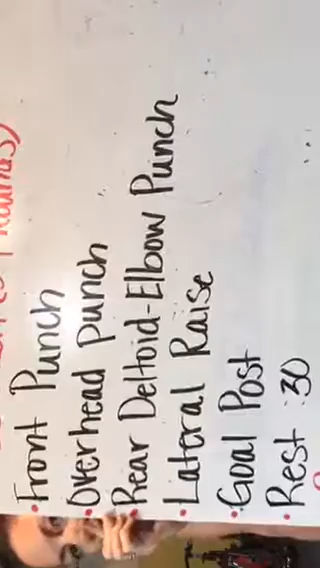 • Front Punch
• Overhead punch
• Rear Deltoid-Elbow Punch
• Lateral Raise
• Goal Post
• Rest :30